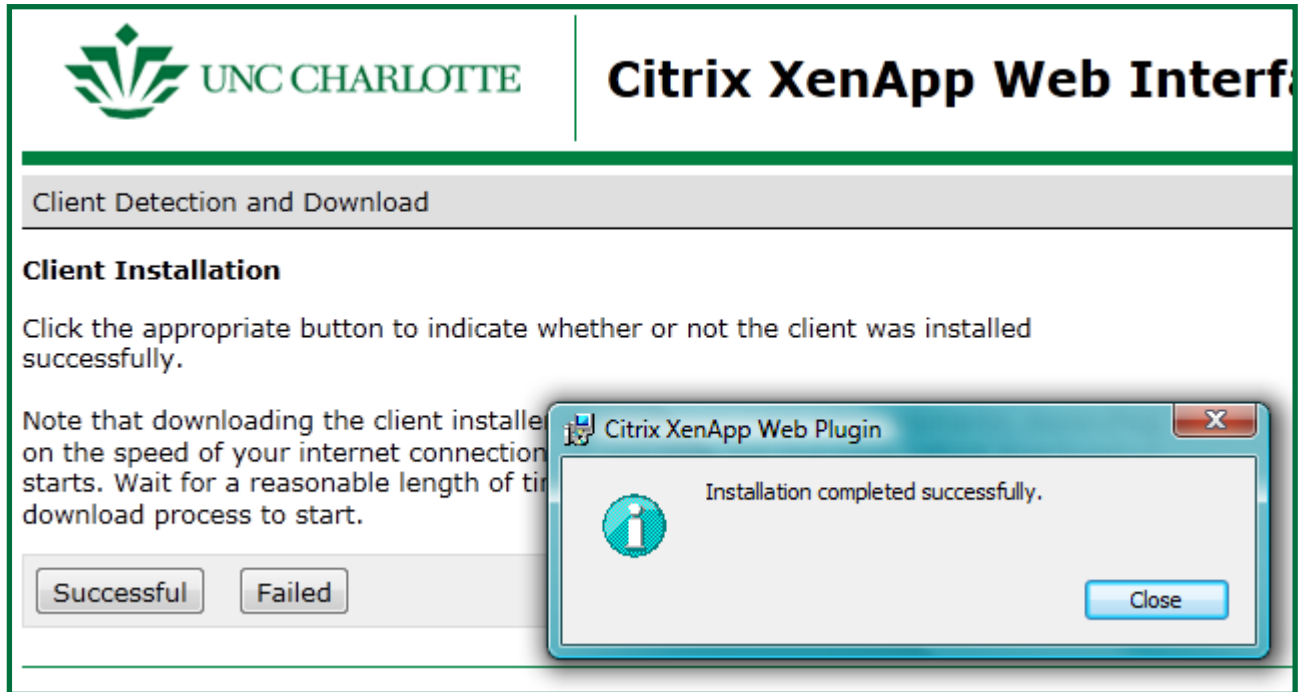 UNC CHARLOTTE
Citrix XenApp Web Interfa
Client Detection and Download
Client Installation
Click the appropriate button to indicate whether or not the client was installed
successfully.
Note that downloading the client installe
on the speed of your internet connection
starts. Wait for a reasonable length of ti
download process to start.
Successful Failed
Citrix XenApp Web Plugin
X
Installation completed successfully.
Close